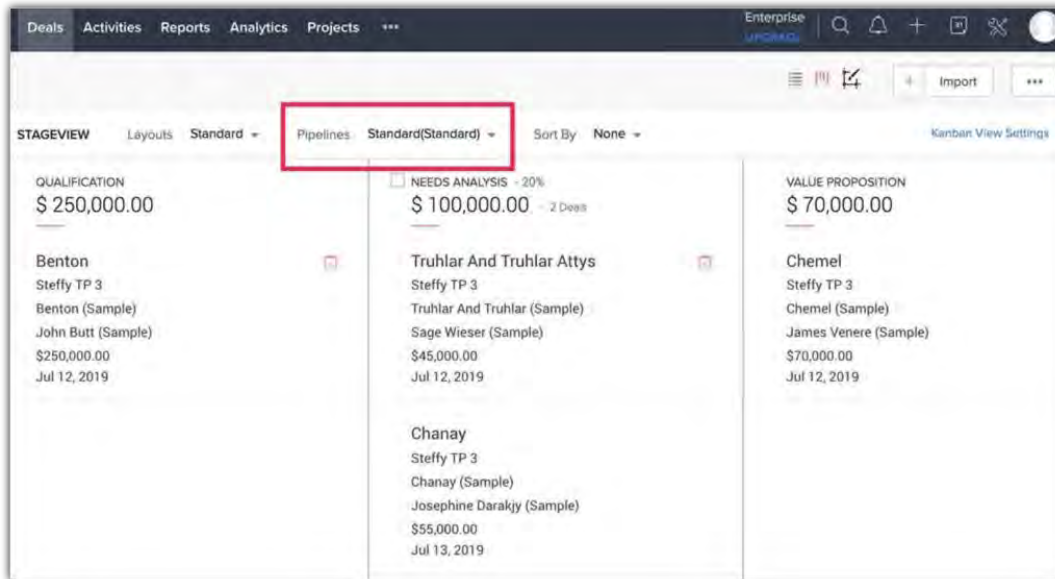 Deals Activities Reports Analytics Projects •••
Enterprise
UPGRADE
Import •••
STAGEVIEW Layouts Standard Pipelines Standard(Standard) Sort By None Kanban View Settings
QUALIFICATION
$ 250,000.00
Benton
Steffy TP 3
Benton (Sample)
John Butt (Sample)
$250,000.00
Jul 12, 2019
NEEDS ANALYSIS - 20%
$ 100,000.00 - 2 Deals
Truhlar And Truhlar Attys
Steffy TP 3
Truhlar And Truhlar (Sample)
Sage Wieser (Sample)
$45,000.00
Jul 12, 2019
Chanay
Steffy TP 3
Chanay (Sample)
Josephine Darakjy (Sample)
$55,000.00
Jul 13, 2019
VALUE PROPOSITION
$ 70,000.00
Chemel
Steffy TP 3
Chemel (Sample)
James Venere (Sample)
$70,000.00
Jul 12, 2019